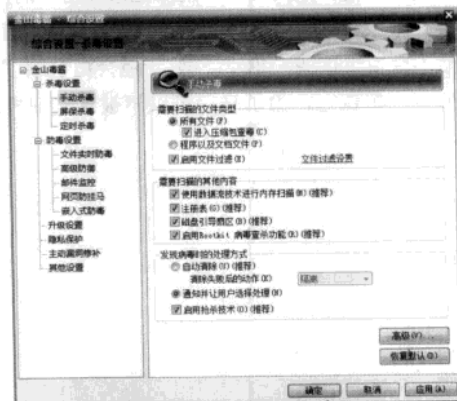 金山毒霸 - 综合设置
综合设置-杀毒设置
金山毒霸
杀毒设置
手动杀毒
屏保杀毒
定时杀毒
防毒设置
文件实时防毒
高级防御
邮件监控
网页防挂马
嵌入式防毒
升级设置
隐私保护
主动漏洞修补
其他设置
手动杀毒
需要扫描的文件类型
所有文件(F)
进入压缩包查毒(C)
程序以及文档文件(P)
启用文件过滤(E)
文件过滤设置
需要扫描的其他内容
使用数据流技术进行内存扫描(M)(推荐)
注册表(G)(推荐)
磁盘引导扇区(B)(推荐)
启用Rootkit 病毒查杀功能(R)(推荐)
发现病毒时的处理方式
自动清除(U)(推荐)
清除失败后的动作(K)
隔离
通知并让用户选择处理(N)
启用抢杀技术(O)(推荐)
高级(V)...
恢复默认(D)
确定
取消
应用(A)